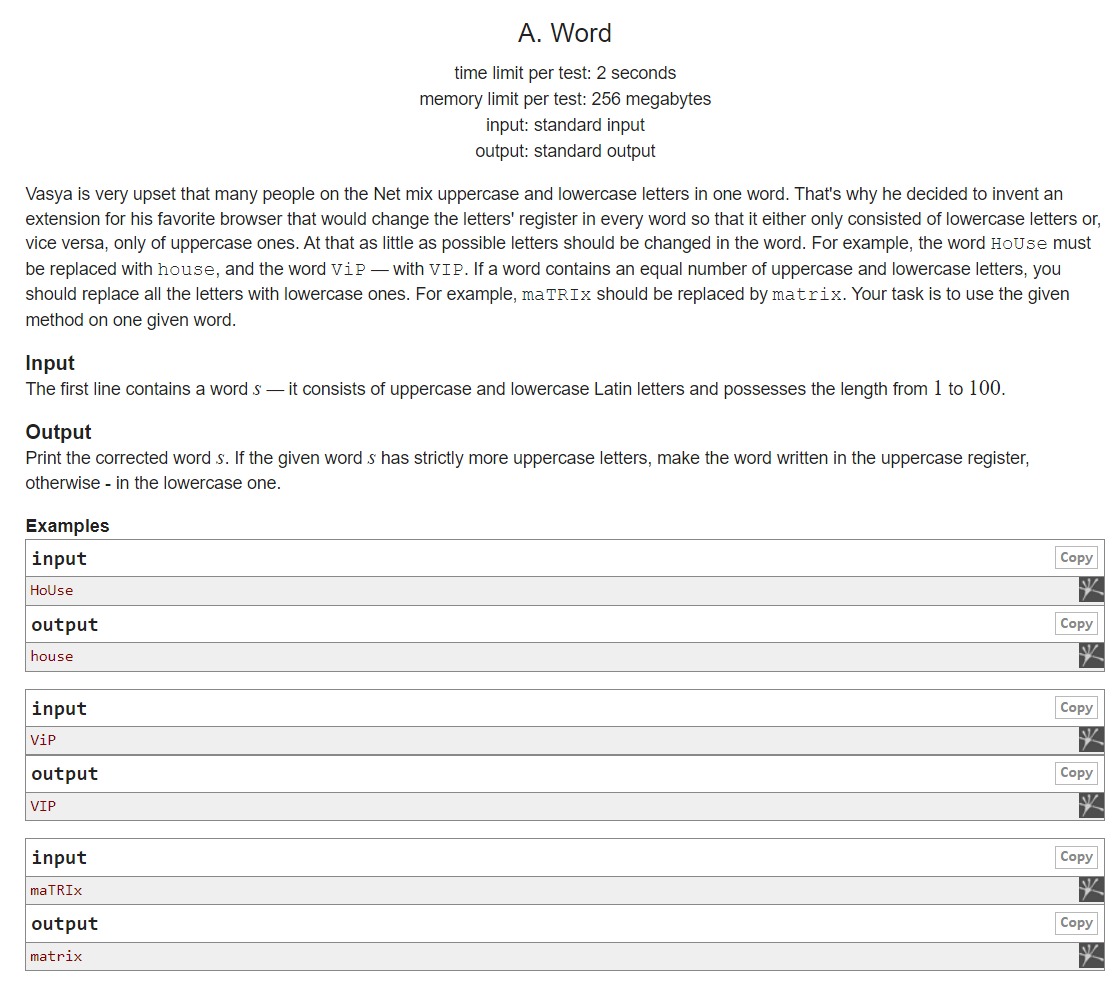 A. Word
time limit per test: 2 seconds
memory limit per test: 256 megabytes
input: standard input
output: standard output
Vasya is very upset that many people on the Net mix uppercase and lowercase letters in one word. That's why he decided to invent an
extension for his favorite browser that would change the letters' register in every word so that it either only consisted of lowercase letters or,
vice versa, only of uppercase ones. At that as little as possible letters should be changed in the word. For example, the word HoUse must
be replaced with house, and the word ViP — with VIP. If a word contains an equal number of uppercase and lowercase letters, you
should replace all the letters with lowercase ones. For example, maTRIx should be replaced by matrix. Your task is to use the given
method on one given word.
Input
The first line contains a word s — it consists of uppercase and lowercase Latin letters and possesses the length from 1 to 100.
Output
Print the corrected word s. If the given word s has strictly more uppercase letters, make the word written in the uppercase register,
otherwise - in the lowercase one.
Examples
input Copy
HoUse
output Copy
house
input Copy
ViP
output Copy
VIP
input Copy
maTRIx
output Copy
matrix